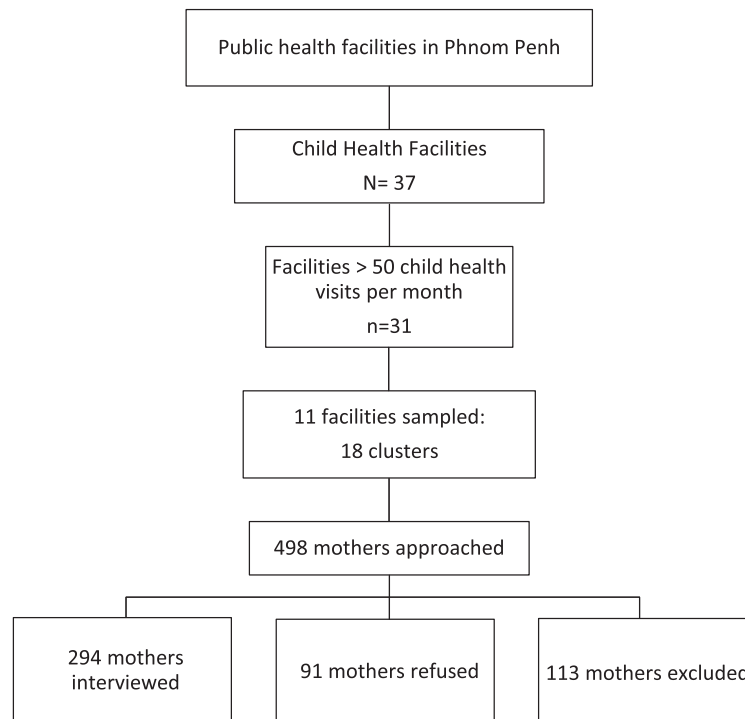 Public health facilities in Phnom Penh
Child Health Facilities
N= 37
Facilities > 50 child health
visits per month
n=31
11 facilities sampled:
18 clusters
498 mothers approached
294 mothers
interviewed
91 mothers refused
113 mothers excluded